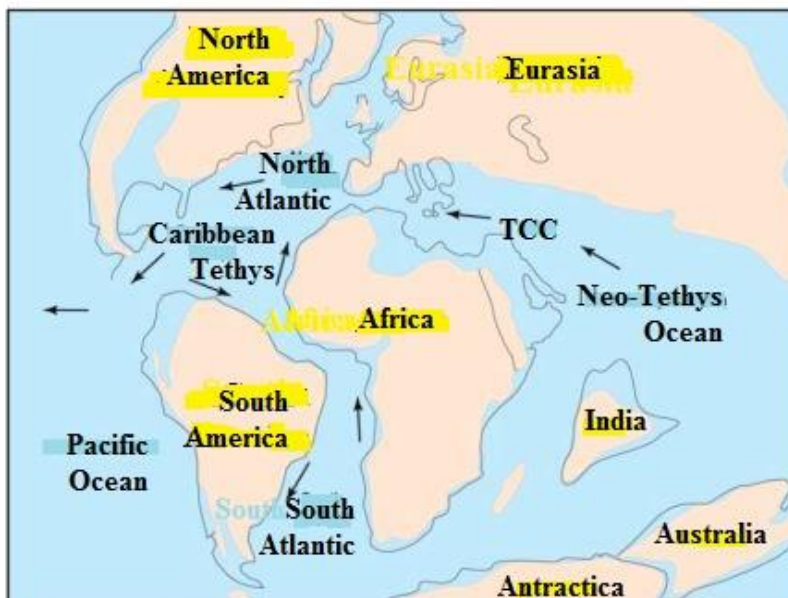 North
America
Eurasia Eurasia
North
Atlantic
Caribbean
Tethys
TCC
Neo-Tethys
Ocean
Africa Africa
South
America
India
Pacific
Ocean
South South
Atlantic
Australia
Antractica